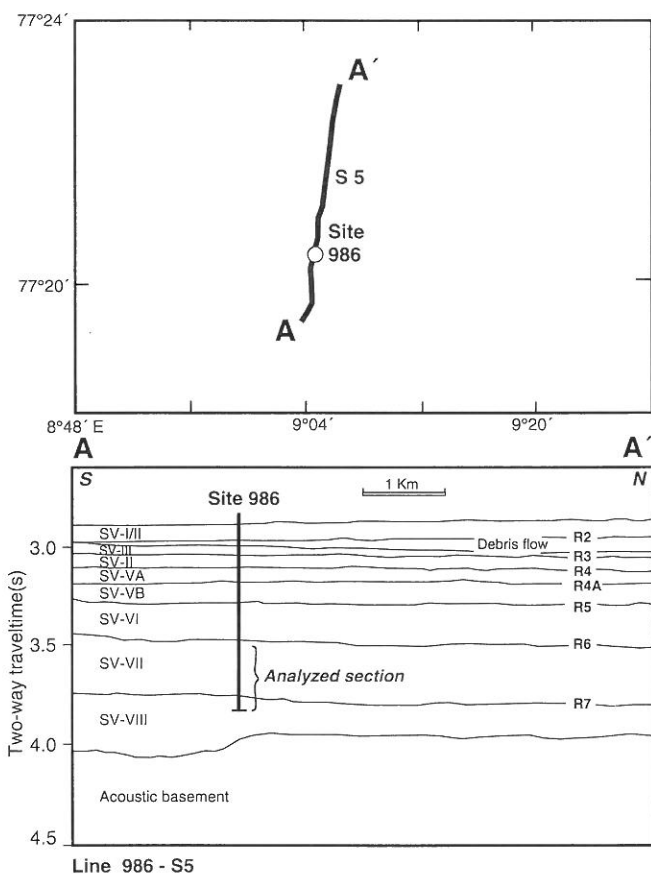 77°24´
A´
S 5
Site
986
77°20´
A
8°48´ E
9°04´
9°20´
A
A´
S
N
1 Km
Site 986
SV-I/II
R2
3.0
SV-III
Debris flow
R3
SV-II
R4
SV-VA
R4A
SV-VB
R5
SV-VI
3.5
R6
SV-VII
Analyzed section
R7
SV-VIII
4.0
Acoustic basement
4.5
Two-way traveltime(s)
Line 986 - S5